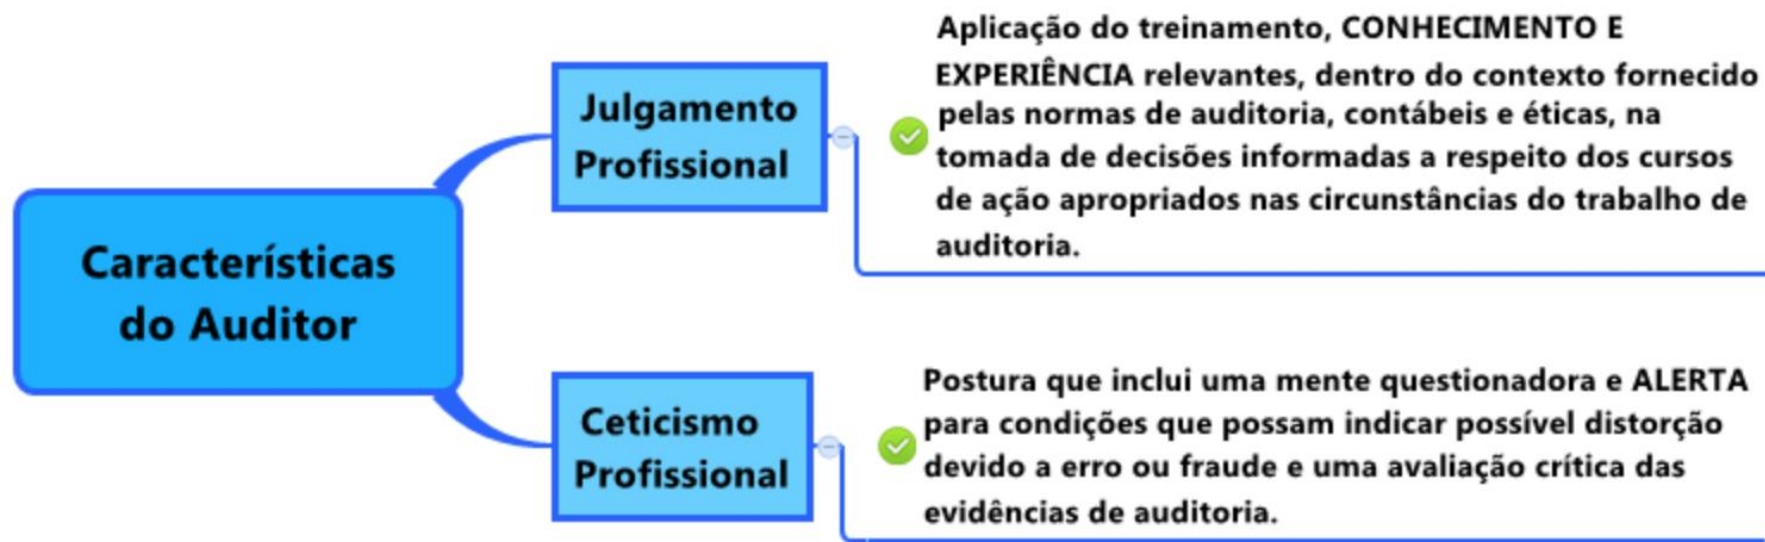 Características
do Auditor
Julgamento
Profissional
Aplicação do treinamento, CONHECIMENTO E
EXPERIÊNCIA relevantes, dentro do contexto fornecido
pelas normas de auditoria, contábeis e éticas, na
tomada de decisões informadas a respeito dos cursos
de ação apropriados nas circunstâncias do trabalho de
auditoria.
Ceticismo
Profissional
Postura que inclui uma mente questionadora e ALERTA
para condições que possam indicar possível distorção
devido a erro ou fraude e uma avaliação crítica das
evidências de auditoria.